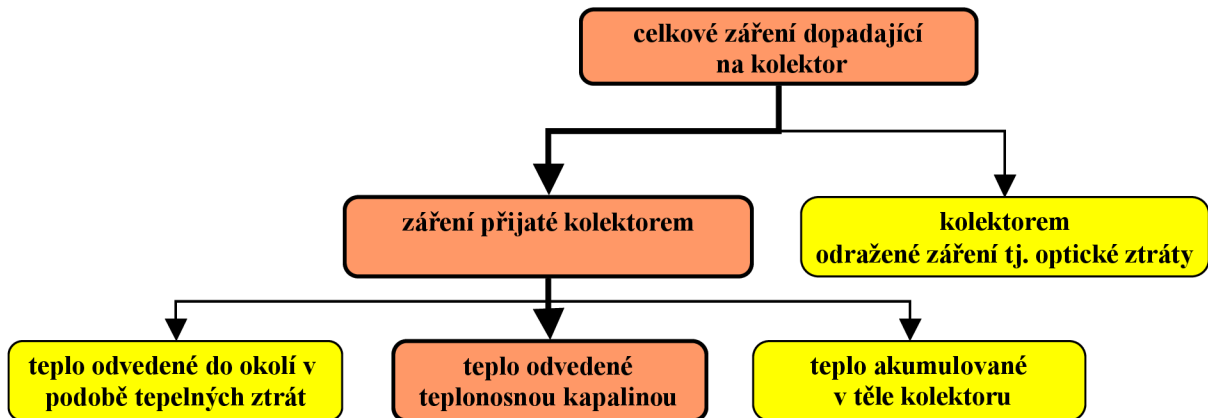 celkové záření dopadající
na kolektor
záření přijaté kolektorem
kolektorem
odražené záření tj. optické ztráty
teplo odvedené do okolí v
podobě tepelných ztrát
teplo odvedené
teplonosnou kapalinou
teplo akumulované
v těle kolektoru